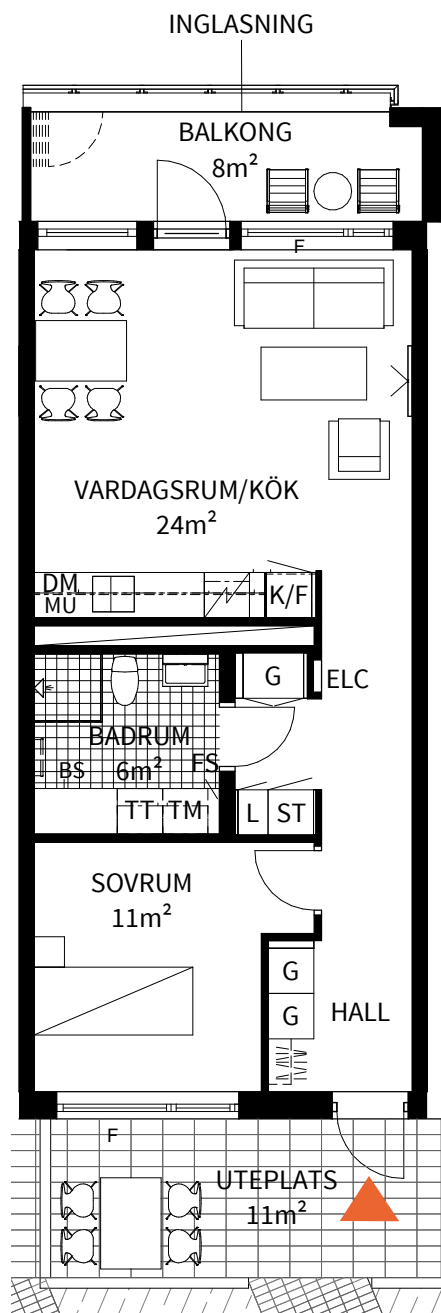 INGLASNING
BALKONG
8m²
F
VARDAGSRUM/KÖK
24m²
DM
MU
K/F
G
ELC
BADRUM
6m²
BS
FS
TT
TM
L
ST
SOVRUM
11m²
G
G
HALL
F
UTEPLATS
11m²